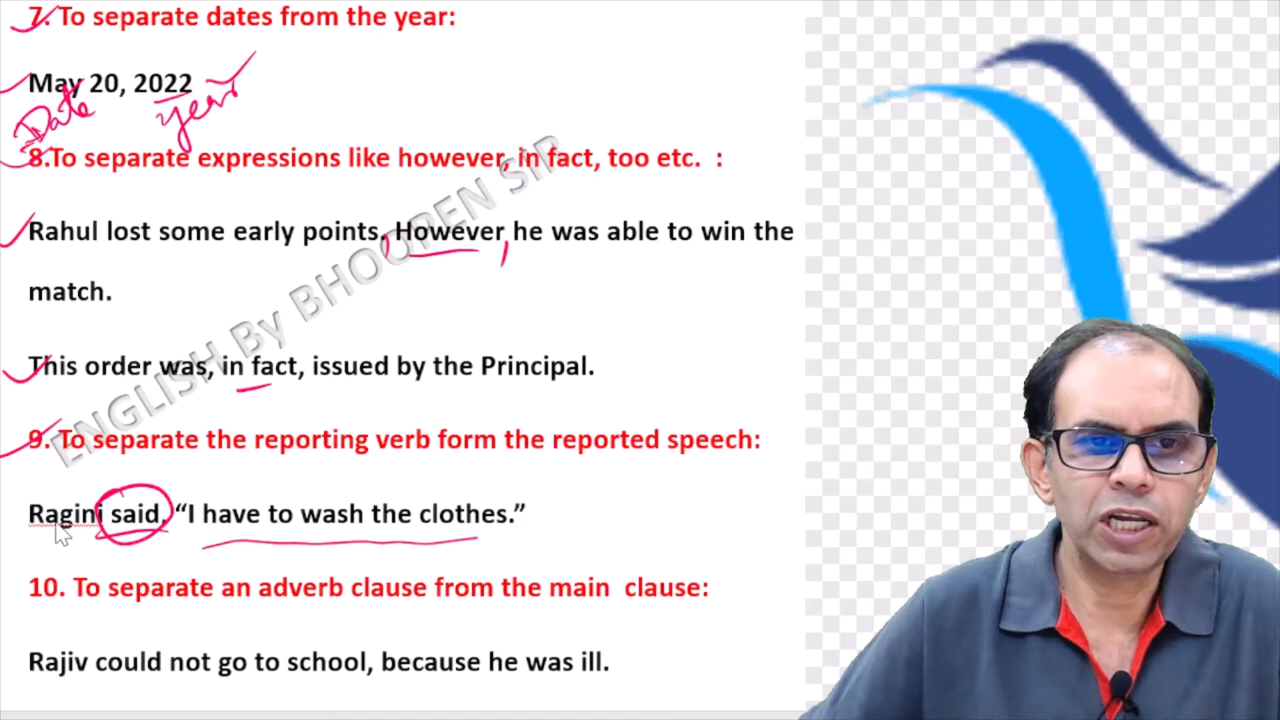 7. To separate dates from the year:
May 20, 2022
Date year
8.To separate expressions like however, in fact, too etc. :
Rahul lost some early points. However, he was able to win the
match.
This order was, in fact, issued by the Principal.
9. To separate the reporting verb form the reported speech:
Ragini said, “I have to wash the clothes.”
10. To separate an adverb clause from the main clause:
Rajiv could not go to school, because he was ill.
ENGLISH By BHOOPEN SIR